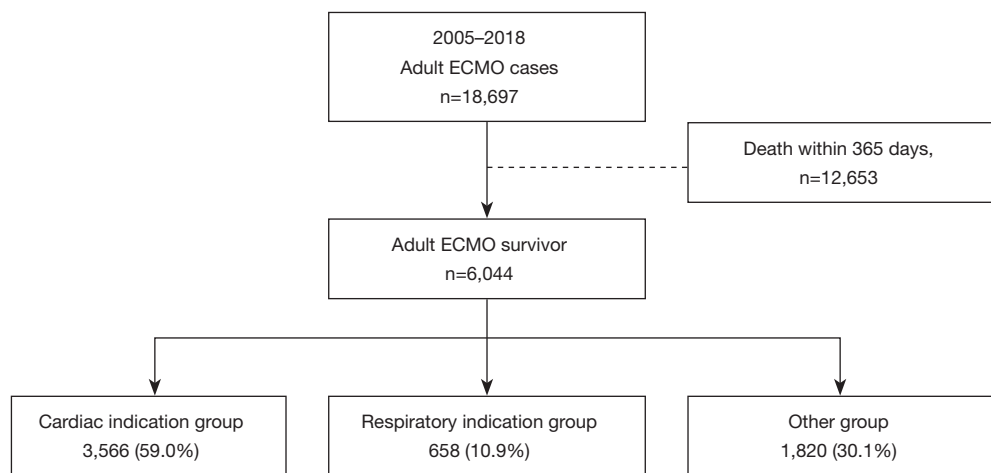 2005–2018
Adult ECMO cases
n=18,697
Death within 365 days,
n=12,653
Adult ECMO survivor
n=6,044
Cardiac indication group
3,566 (59.0%)
Respiratory indication group
658 (10.9%)
Other group
1,820 (30.1%)